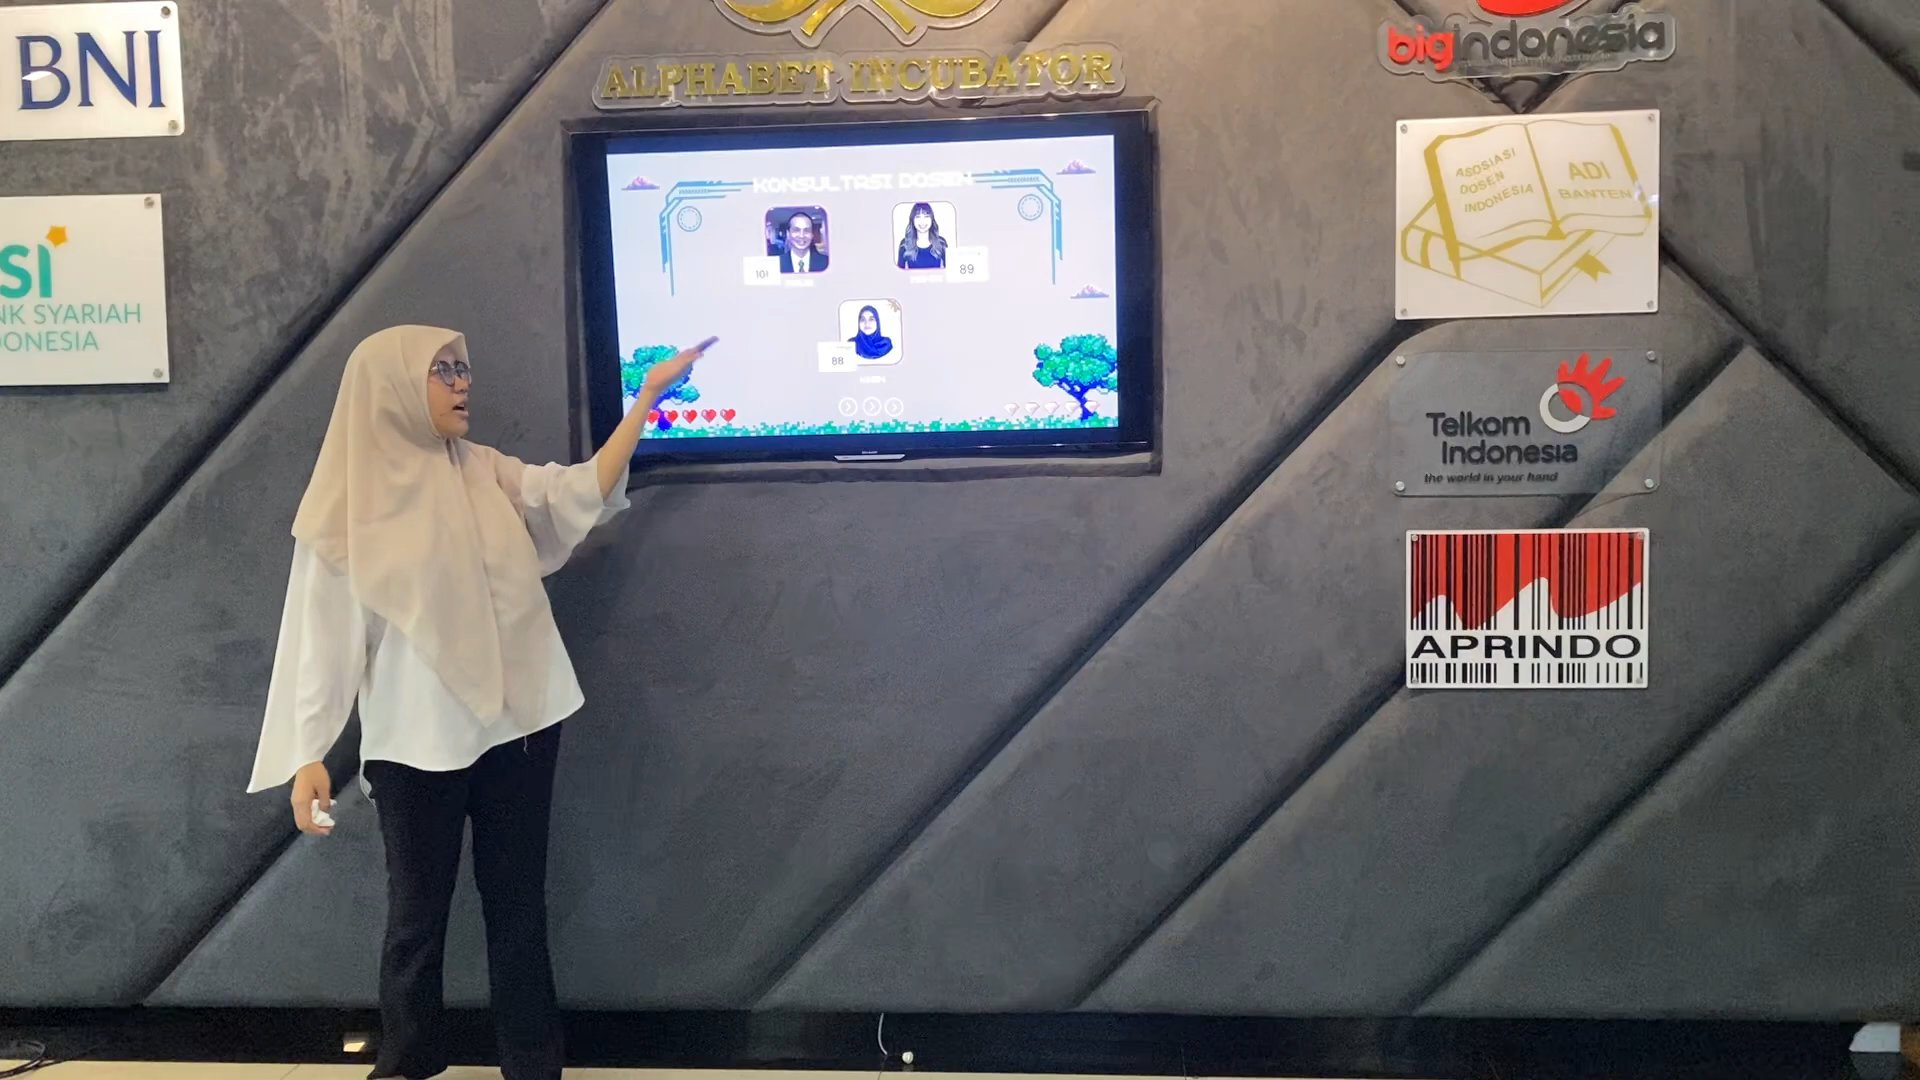 BNI
ALPHABET INCUBATOR
bigindonesia
KONSULTASI DOSEN
101
89
88
SI
NK SYARIAH
ONESIA
ASOSIASI
DOSEN
INDONESIA
ADI
BANTEN
Telkom
Indonesia
the world in your hand
APRINDO